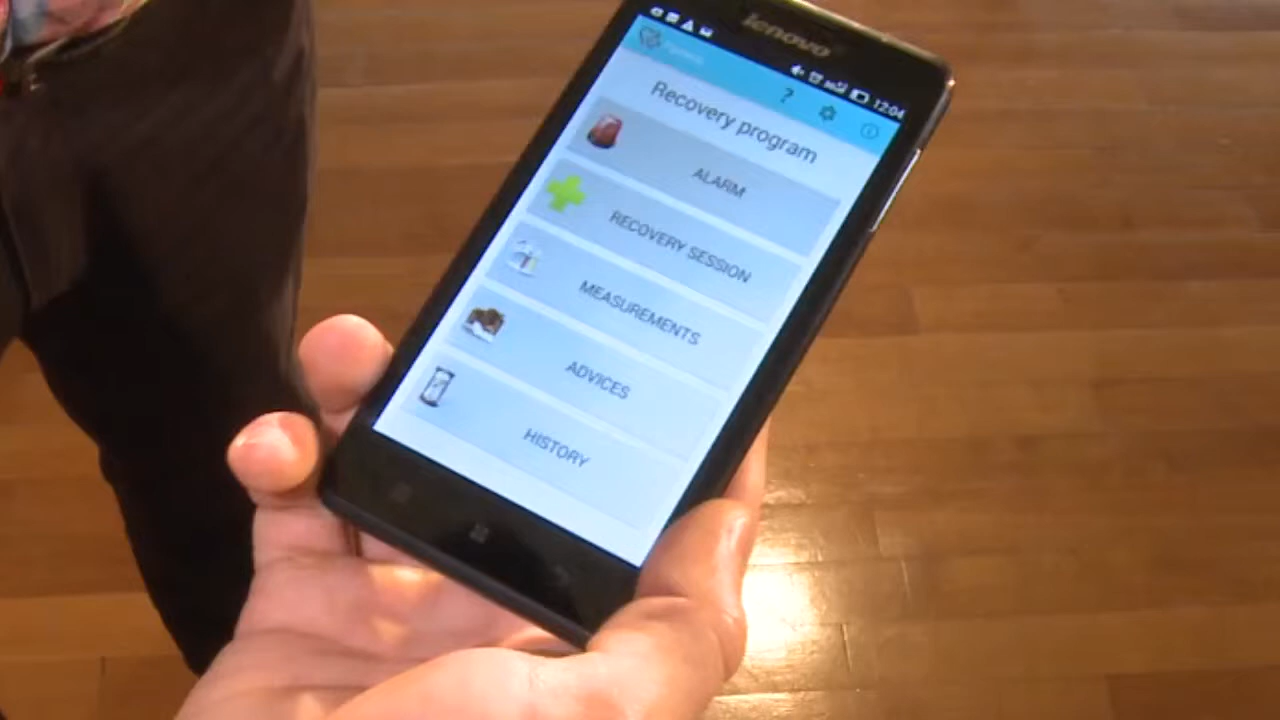 lenovo
12:04
?
Recovery program
ALARM
RECOVERY SESSION
MEASUREMENTS
ADVICES
HISTORY